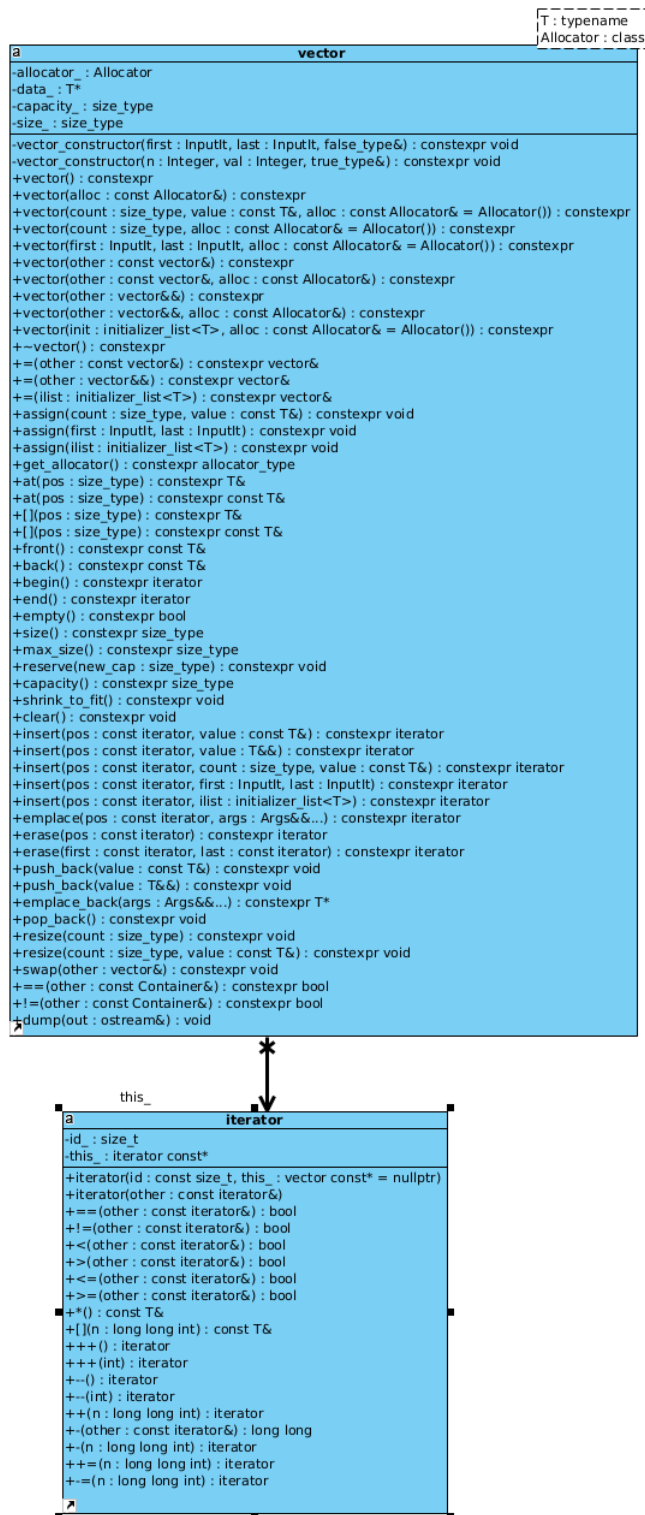 T : typename
Allocator : class
a
vector
-allocator_ : Allocator
-data_ : T*
-capacity_ : size_type
-size_ : size_type
-vector_constructor(first : InputIt, last : InputIt, false_type&) : constexpr void
-vector_constructor(n : Integer, val : Integer, true_type&) : constexpr void
+vector() : constexpr
+vector(alloc : const Allocator&) : constexpr
+vector(count : size_type, value : const T&, alloc : const Allocator& = Allocator()) : constexpr
+vector(count : size_type, alloc : const Allocator& = Allocator()) : constexpr
+vector(first : InputIt, last : InputIt, alloc : const Allocator& = Allocator()) : constexpr
+vector(other : const vector&) : constexpr
+vector(other : const vector&, alloc : const Allocator&) : constexpr
+vector(other : vector&&) : constexpr
+vector(other : vector&&, alloc : const Allocator&) : constexpr
+vector(init : initializer_list<T>, alloc : const Allocator& = Allocator()) : constexpr
+~vector() : constexpr
+=(other : const vector&) : constexpr vector&
+=(other : vector&&) : constexpr vector&
+=(ilist : initializer_list<T>) : constexpr vector&
+assign(count : size_type, value : const T&) : constexpr void
+assign(first : InputIt, last : InputIt) : constexpr void
+assign(ilist : initializer_list<T>) : constexpr void
+get_allocator() : constexpr allocator_type
+at(pos : size_type) : constexpr T&
+at(pos : size_type) : constexpr const T&
+[](pos : size_type) : constexpr T&
+[](pos : size_type) : constexpr const T&
+front() : constexpr const T&
+back() : constexpr const T&
+begin() : constexpr iterator
+end() : constexpr iterator
+empty() : constexpr bool
+size() : constexpr size_type
+max_size() : constexpr size_type
+reserve(new_cap : size_type) : constexpr void
+capacity() : constexpr size_type
+shrink_to_fit() : constexpr void
+clear() : constexpr void
+insert(pos : const iterator, value : const T&) : constexpr iterator
+insert(pos : const iterator, value : T&&) : constexpr iterator
+insert(pos : const iterator, count : size_type, value : const T&) : constexpr iterator
+insert(pos : const iterator, first : InputIt, last : InputIt) : constexpr iterator
+insert(pos : const iterator, ilist : initializer_list<T>) : constexpr iterator
+emplace(pos : const iterator, args : Args&&...) : constexpr iterator
+erase(pos : const iterator) : constexpr iterator
+erase(first : const iterator, last : const iterator) : constexpr iterator
+push_back(value : const T&) : constexpr void
+push_back(value : T&&) : constexpr void
+emplace_back(args : Args&&...) : constexpr T*
+pop_back() : constexpr void
+resize(count : size_type) : constexpr void
+resize(count : size_type, value : const T&) : constexpr void
+swap(other : vector&) : constexpr void
+==(other : const Container&) : constexpr bool
+!=(other : const Container&) : constexpr bool
+dump(out : ostream&) : void
this_
a
iterator
-id_ : size_t
-this_ : iterator const*
+iterator(id : const size_t, this_ : vector const* = nullptr)
+iterator(other : const iterator&)
+==(other : const iterator&) : bool
+!=(other : const iterator&) : bool
+<(other : const iterator&) : bool
+>(other : const iterator&) : bool
+<=(other : const iterator&) : bool
+>=(other : const iterator&) : bool
+*() : const T&
+[](n : long long int) : const T&
+++() : iterator
+++(int) : iterator
+--() : iterator
+--(int) : iterator
++(n : long long int) : iterator
+-(other : const iterator&) : long long
+-(n : long long int) : iterator
++=(n : long long int) : iterator
+-=(n : long long int) : iterator